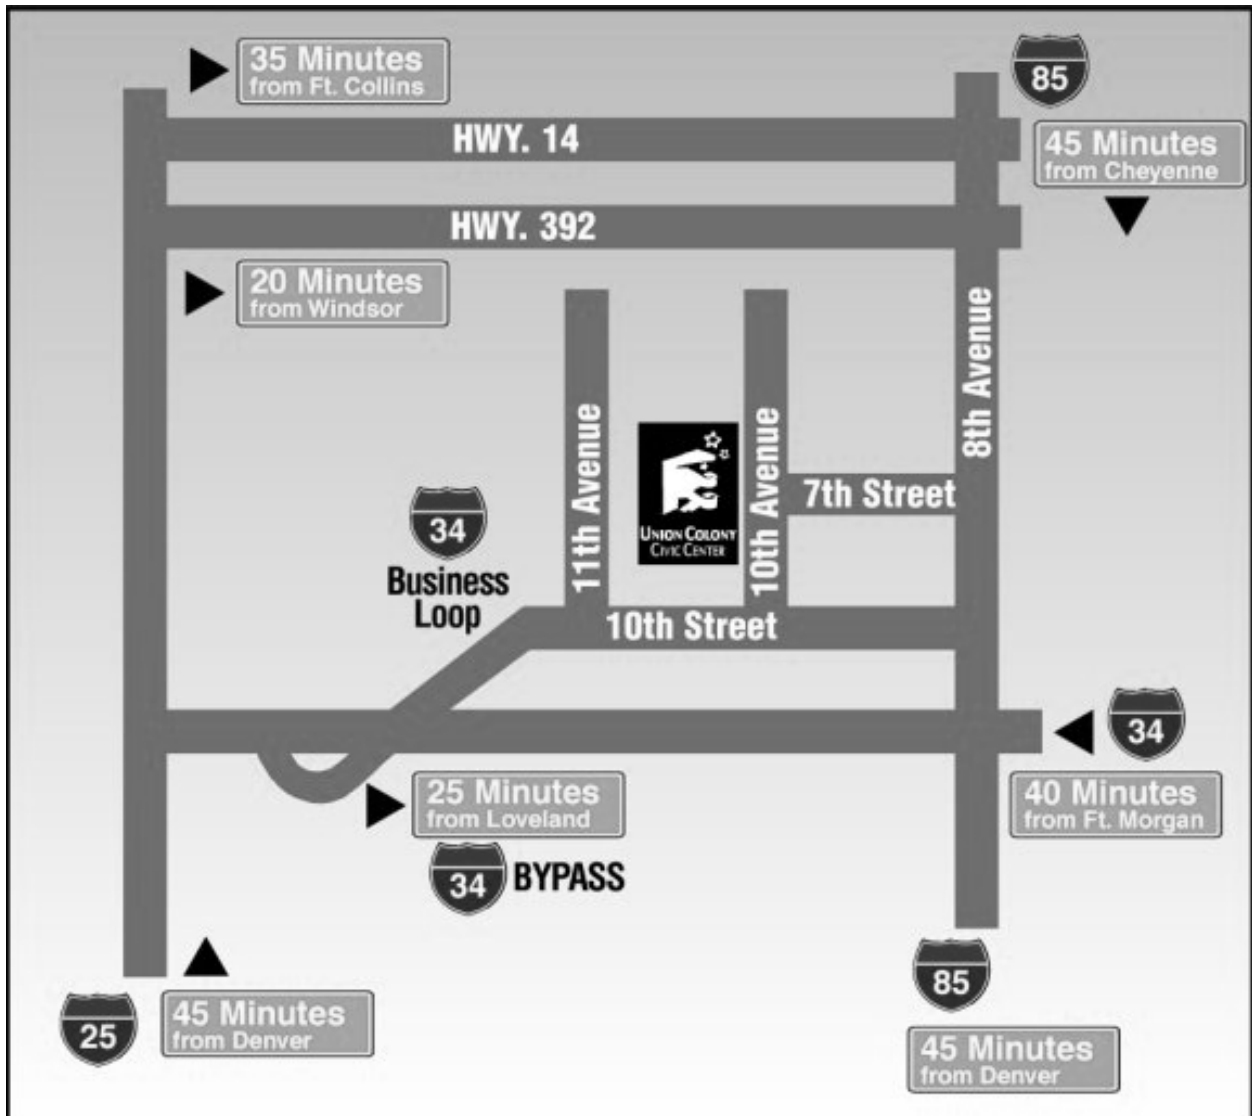 35 Minutes
from Ft. Collins
85
HWY. 14
45 Minutes
from Cheyenne
HWY. 392
20 Minutes
from Windsor
11th Avenue
10th Avenue
8th Avenue
7th Street
UNION COLONY
CIVIC CENTER
34
Business
Loop
10th Street
34
25 Minutes
from Loveland
40 Minutes
from Ft. Morgan
34
BYPASS
85
25
45 Minutes
from Denver
45 Minutes
from Denver